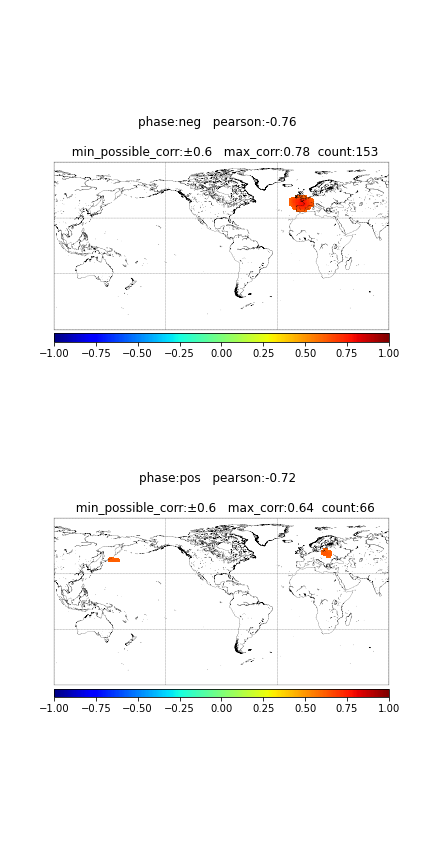 phase:neg   pearson:-0.76
min_possible_corr:±0.6   max_corr:0.78  count:153
−1.00 −0.75 −0.50 −0.25 0.00 0.25 0.50 0.75 1.00
phase:pos   pearson:-0.72
min_possible_corr:±0.6   max_corr:0.64  count:66
−1.00 −0.75 −0.50 −0.25 0.00 0.25 0.50 0.75 1.00